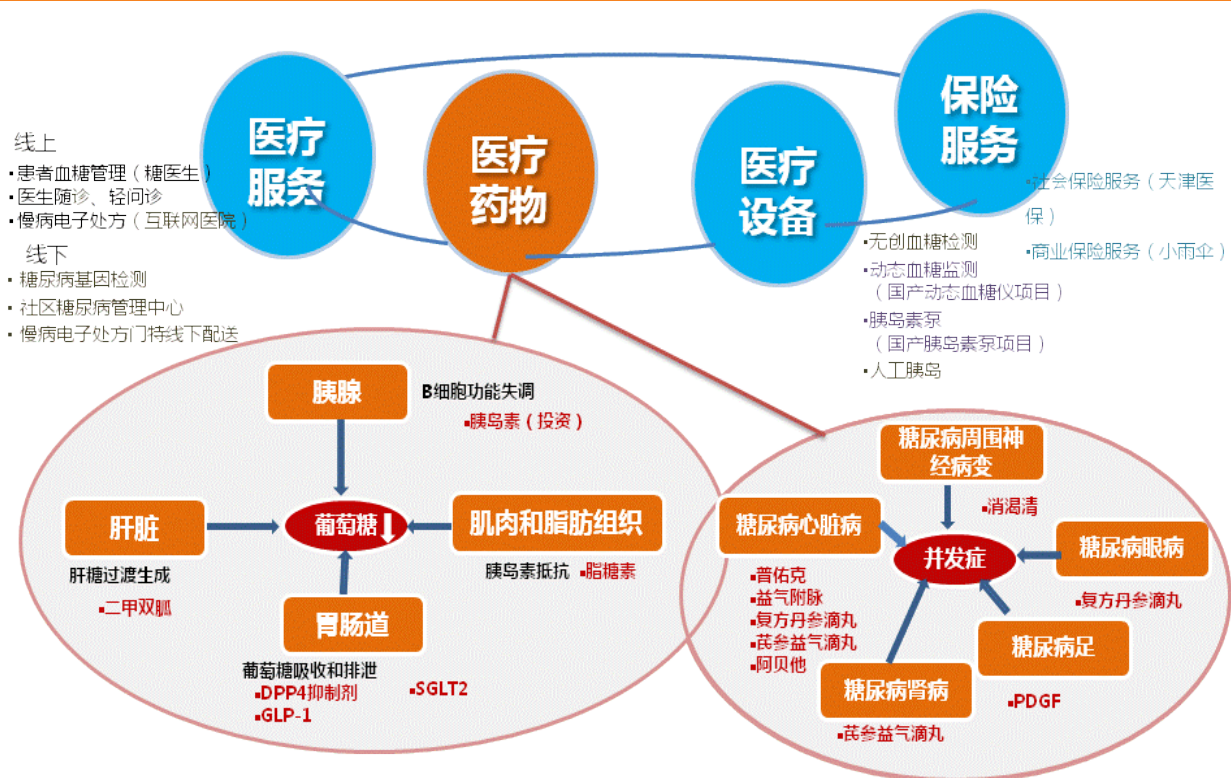 医疗
服务
医疗
药物
医疗
设备
保险
服务
线上
▪患者血糖管理（糖医生）
▪医生随诊、轻问诊
▪慢病电子处方（互联网医院）
线下
▪ 糖尿病基因检测
▪ 社区糖尿病管理中心
▪ 慢病电子处方门特线下配送
▪无创血糖检测
▪动态血糖监测
（国产动态血糖仪项目）
▪胰岛素泵
（国产胰岛素泵项目）
▪人工胰岛
▪社会保险服务（天津医
保）
▪商业保险服务（小雨伞）
胰腺
B细胞功能失调
▪胰岛素（投资）
肝脏
肝糖过渡生成
▪二甲双胍
葡萄糖
肌肉和脂肪组织
胰岛素抵抗 ▪脂糖素
胃肠道
葡萄糖吸收和排泄
▪DPP4抑制剂
▪GLP-1
▪SGLT2
糖尿病周围神
经病变
▪消渴清
糖尿病心脏病
▪普佑克
▪益气附脉
▪复方丹参滴丸
▪芪参益气滴丸
▪阿贝他
并发症
糖尿病眼病
▪复方丹参滴丸
糖尿病足
▪PDGF
糖尿病肾病
▪芪参益气滴丸